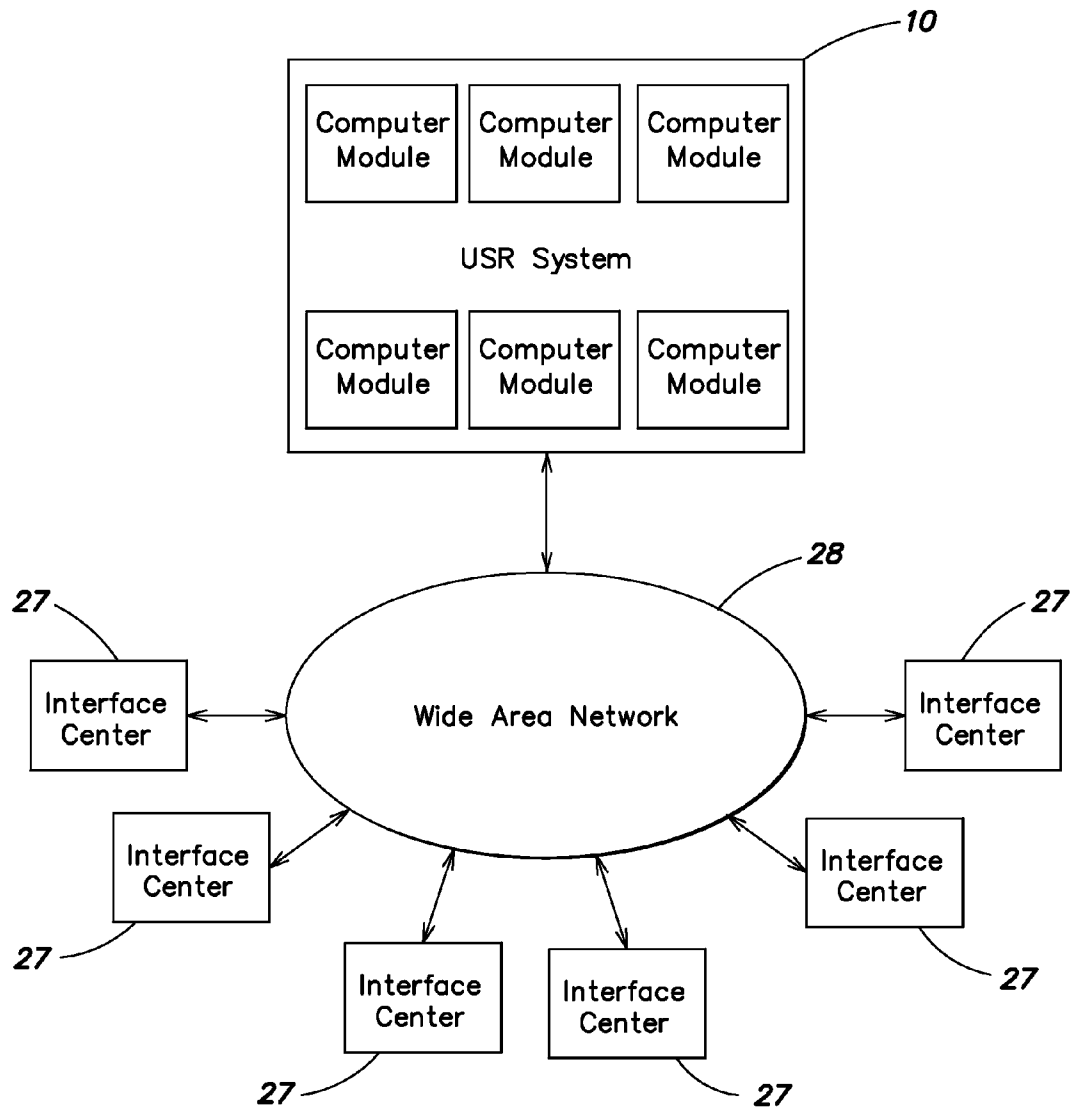 10
Computer Computer Computer
Module Module Module
USR System
Computer Computer Computer
Module Module Module
28
27
27
Interface
Center
Wide Area Network
Interface
Center
Interface
Center
Interface
Center
27
27
Interface
Center
Interface
Center
27
27